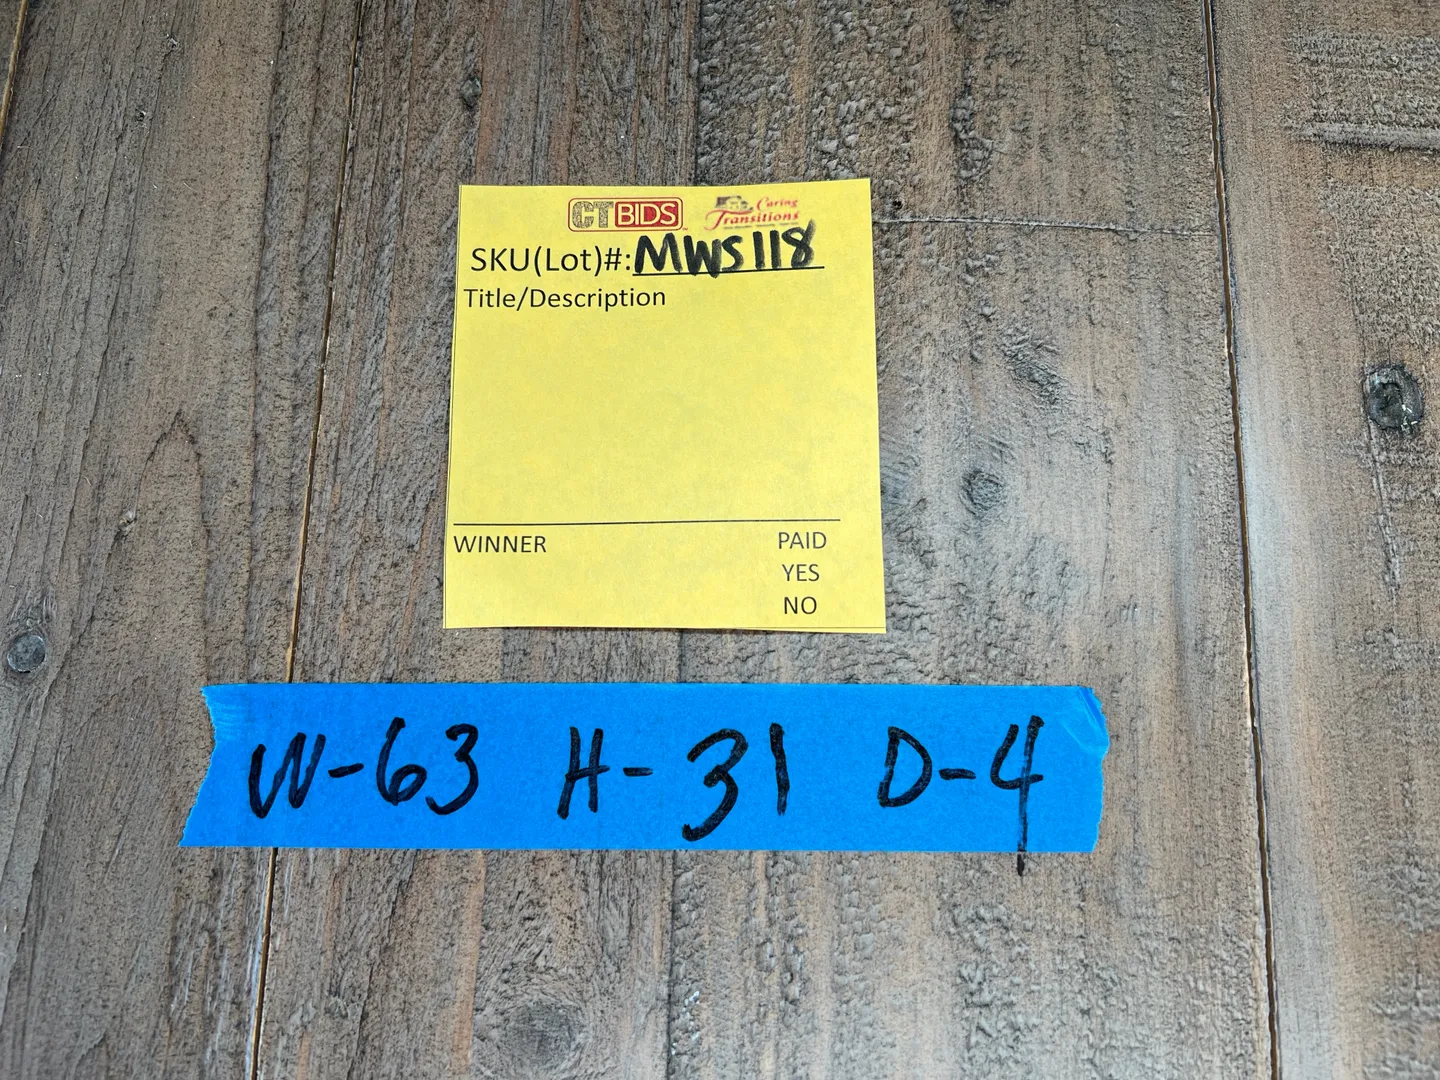 CTBIDS Caring Transitions
SKU(Lot)#: MWS118
Title/Description
WINNER PAID
YES
NO
W-63 H-31 D-4